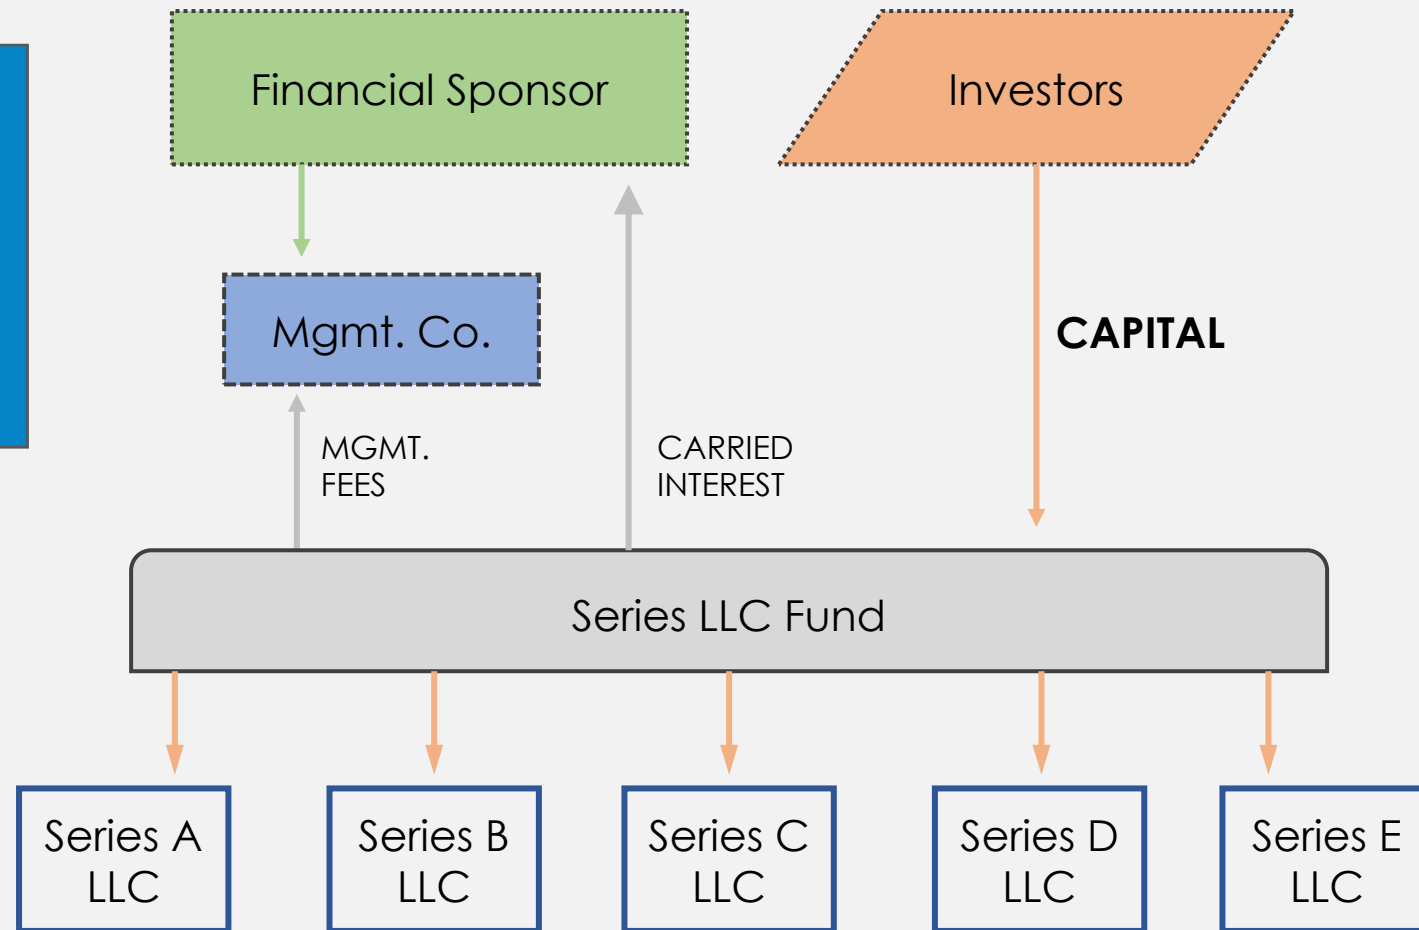 Financial Sponsor
Investors
Mgmt. Co.
CAPITAL
MGMT.
FEES
CARRIED
INTEREST
Series LLC Fund
Series A
LLC
Series B
LLC
Series C
LLC
Series D
LLC
Series E
LLC